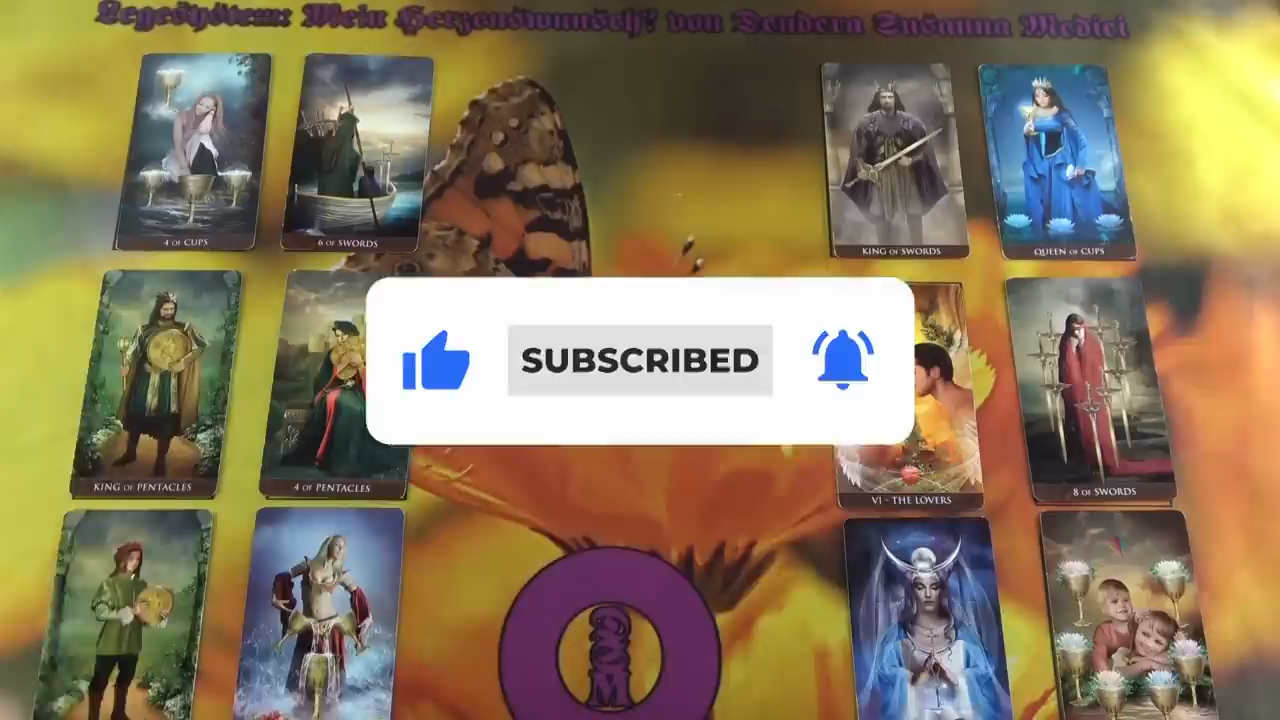 Legesystem: Mein Herzenswunsch? von Dendera Susanna Medici
4 OF CUPS
6 OF SWORDS
KING OF SWORDS
QUEEN OF CUPS
SUBSCRIBED
KING OF PENTACLES
4 OF PENTACLES
VI - THE LOVERS
8 OF SWORDS